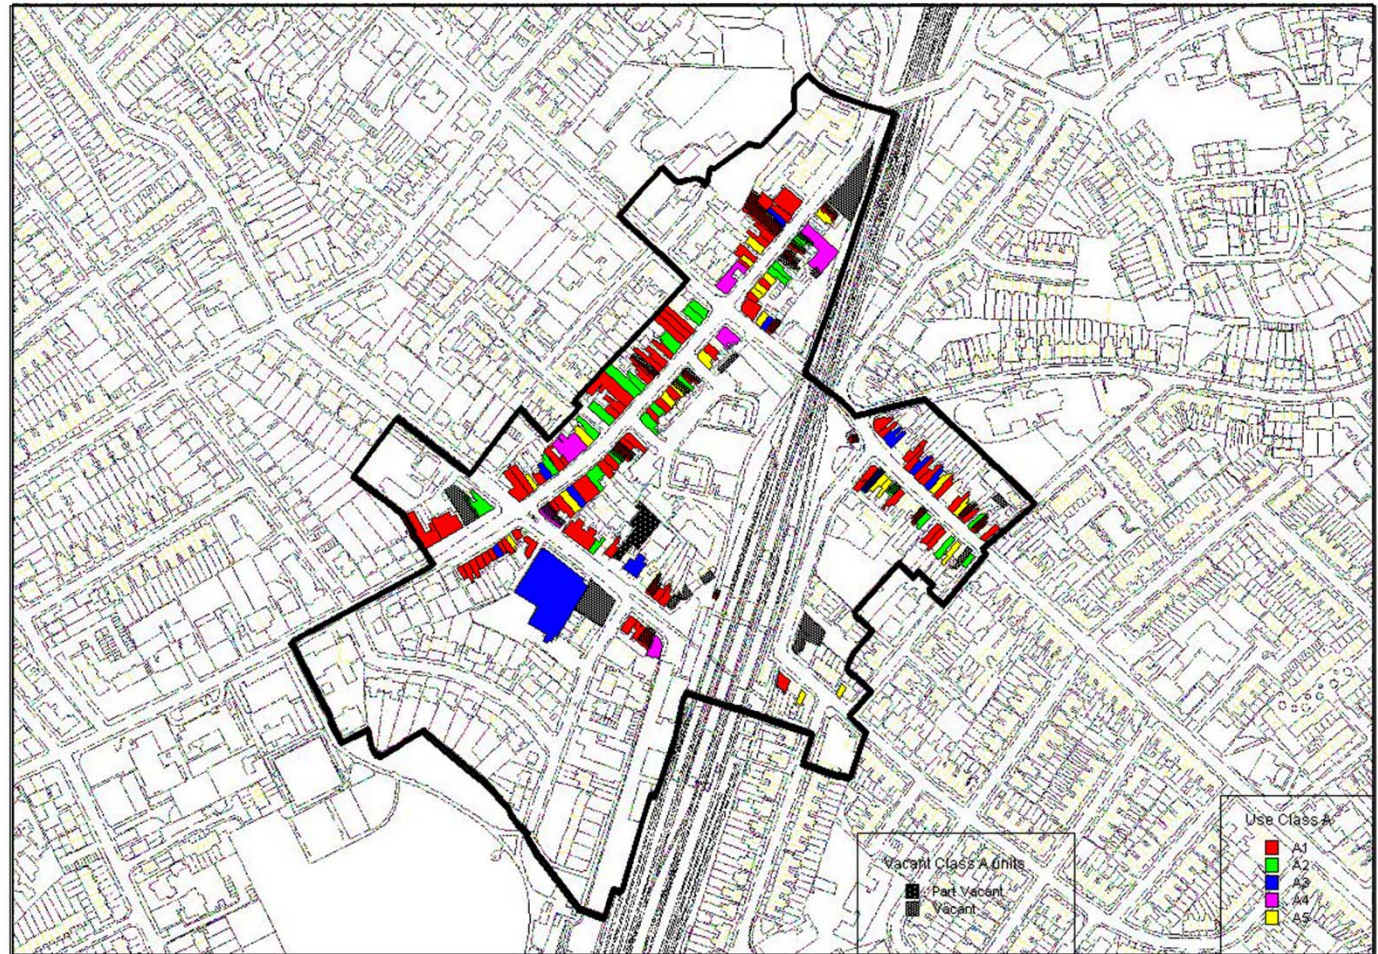 Vacant Class A units
Part Vacant
Vacant
Use Class A
A1
A2
A3
A4
A5